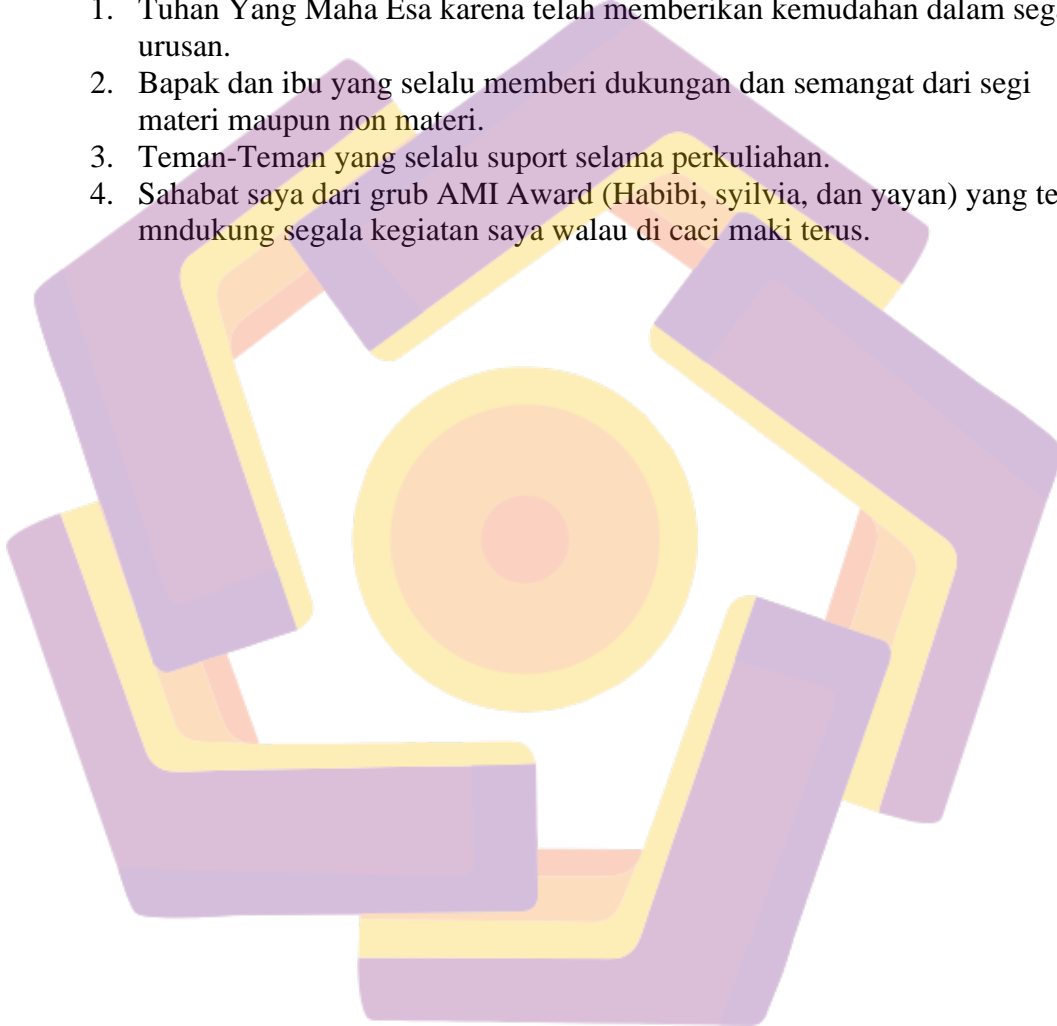 1. Tuhan Yang Maha Esa karena telah memberikan kemudahan dalam seg
urusan.
2. Bapak dan ibu yang selalu memberi dukungan dan semangat dari segi
materi maupun non materi.
3. Teman-Teman yang selalu suport selama perkuliahan.
4. Sahabat saya dari grub AMI Award (Habibi, syilvia, dan yayan) yang te
mndukung segala kegiatan saya walau di caci maki terus.